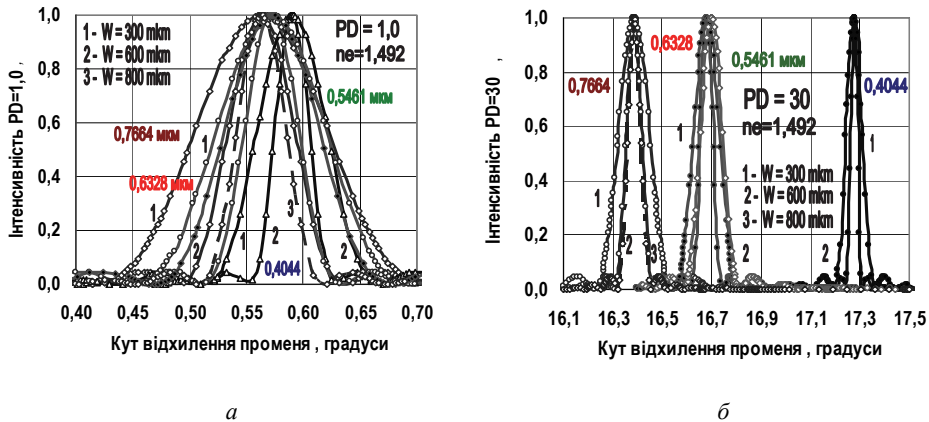 Інтенсивність PD=1,0 ,
1,0
0,8
0,6
0,4
0,2
0,0
1 - W = 300 mkm
2 - W = 600 mkm
3 - W = 800 mkm
PD = 1,0
ne=1,492
0,5461 мкм
0,7664 мкм
0,6328 мкм
0,4044
1
1
2
1
2
3
2
0,40 0,45 0,50 0,55 0,60 0,65 0,70
Кут відхилення променя , градуси
а
Інтенсивність PD=30 ,
1,0
0,8
0,6
0,4
0,2
0,0
0,7664
0,6328
0,5461 мкм
0,4044
PD = 30
ne=1,492
1 - W = 300 mkm
2 - W = 600 mkm
3 - W = 800 mkm
1
1
1
2
3
2
2
16,1 16,3 16,5 16,7 16,9 17,1 17,3 17,5
Кут відхилення променя , градуси
б